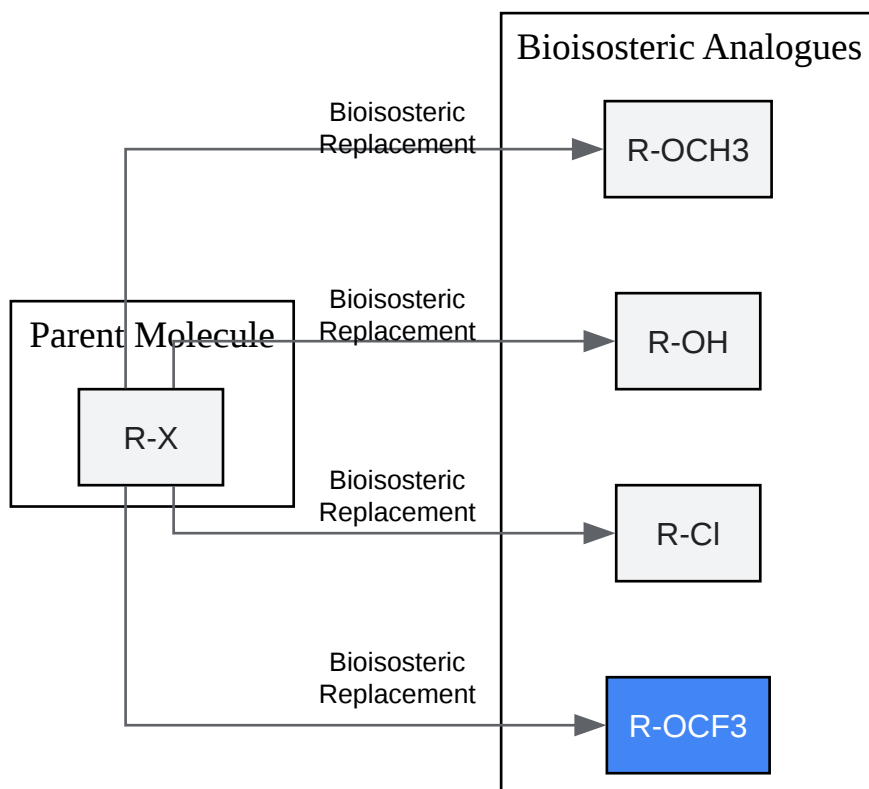 Bioisosteric Analogues
Bioisosteric
Replacement
R-OCH3
Bioisosteric
Replacement
R-OH
Parent Molecule
R-X
Bioisosteric
Replacement
R-Cl
Bioisosteric
Replacement
R-OCF3